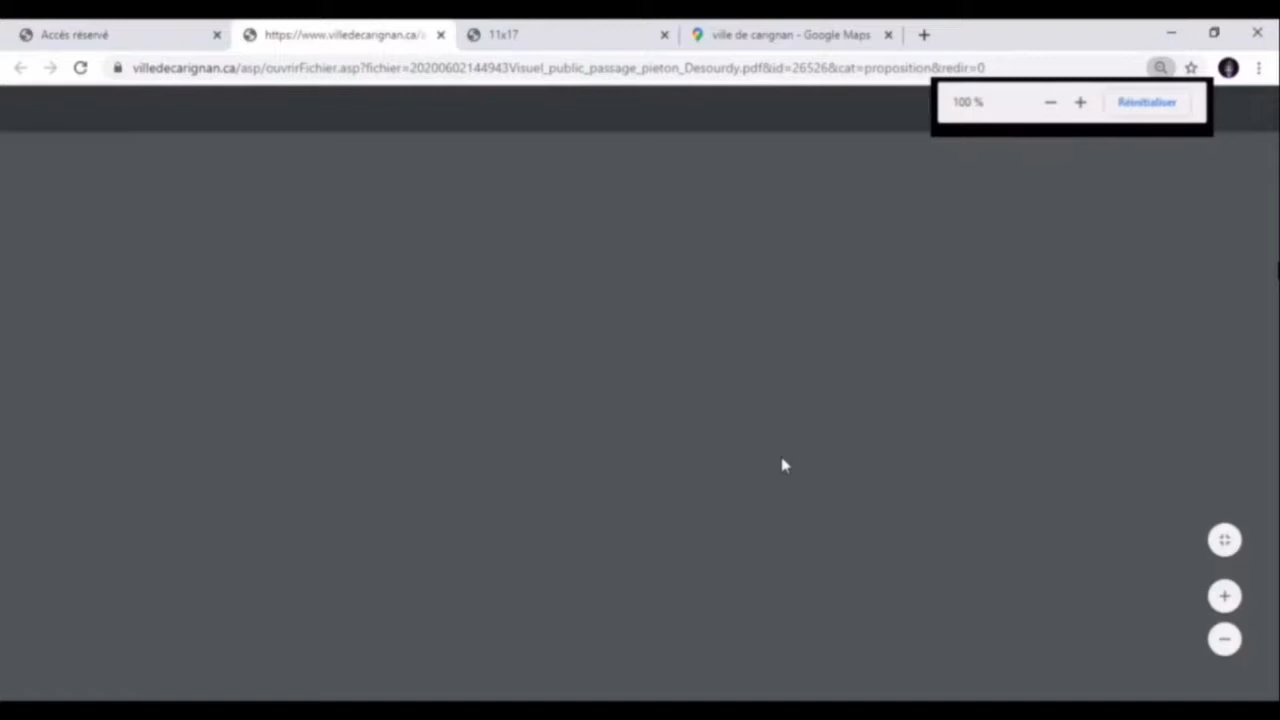 Accès réservé
https://www.villedecarignan.ca/a
11x17
ville de carignan - Google Maps
villedecarignan.ca/asp/ouvrirFichier.asp?fichier=20200602144943Visuel_public_passage_pieton_Desourdy.pdf&id=26526&cat=proposition&redir=0
100 %
Réinitialiser